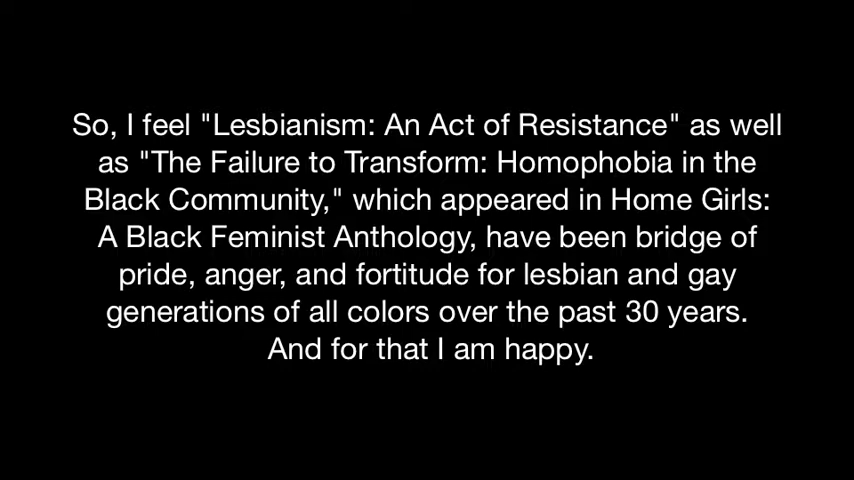 So, I feel "Lesbianism: An Act of Resistance" as well
as "The Failure to Transform: Homophobia in the
Black Community," which appeared in Home Girls:
A Black Feminist Anthology, have been bridge of
pride, anger, and fortitude for lesbian and gay
generations of all colors over the past 30 years.
And for that I am happy.